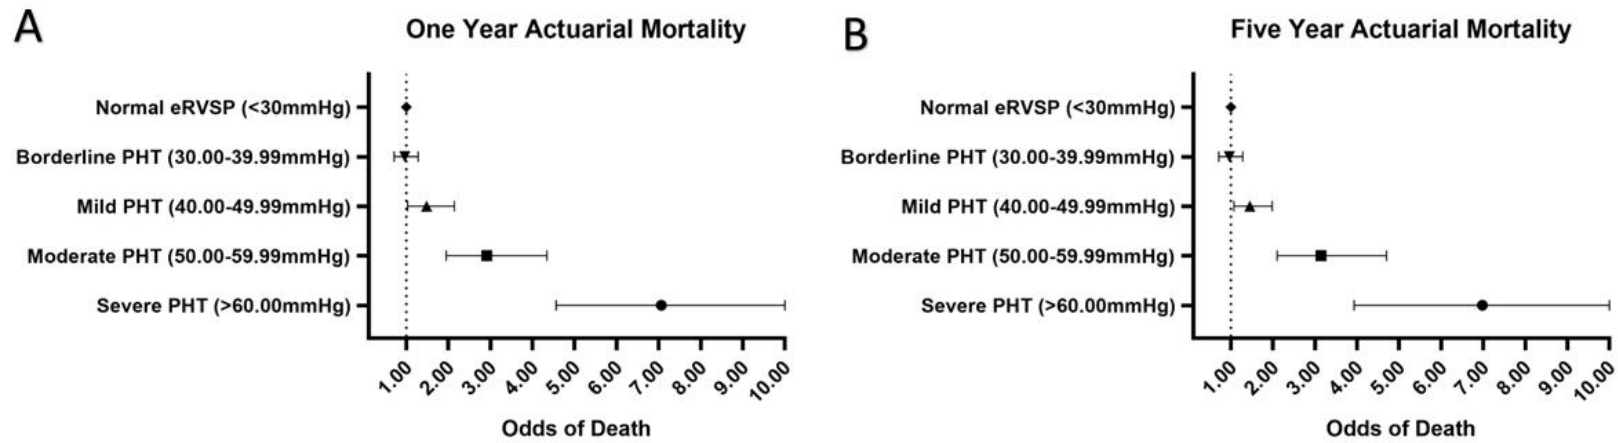 A
One Year Actuarial Mortality
Normal eRVSP (<30mmHg)
Borderline PHT (30.00-39.99mmHg)
Mild PHT (40.00-49.99mmHg)
Moderate PHT (50.00-59.99mmHg)
Severe PHT (>60.00mmHg)
1.00 2.00 3.00 4.00 5.00 6.00 7.00 8.00 9.00 10.00
Odds of Death
B
Five Year Actuarial Mortality
Normal eRVSP (<30mmHg)
Borderline PHT (30.00-39.99mmHg)
Mild PHT (40.00-49.99mmHg)
Moderate PHT (50.00-59.99mmHg)
Severe PHT (>60.00mmHg)
1.00 2.00 3.00 4.00 5.00 6.00 7.00 8.00 9.00 10.00
Odds of Death